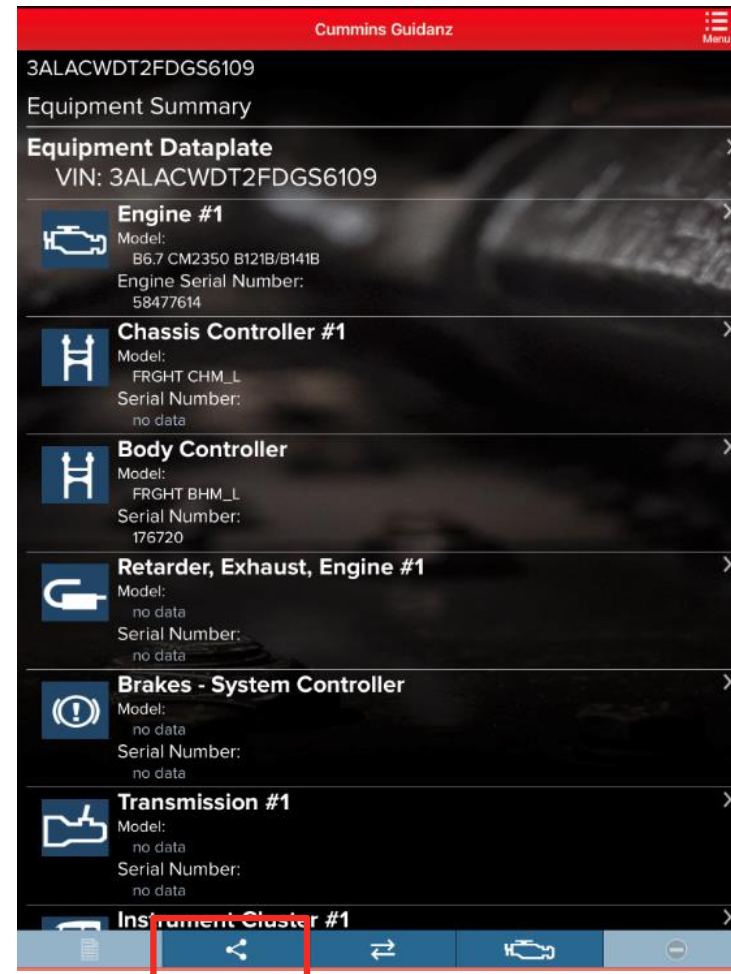 Cummins Guidanz
Menu
3ALACWDT2FDGS6109
Equipment Summary
Equipment Dataplate
VIN: 3ALACWDT2FDGS6109
Engine #1
Model:
B6.7 CM2350 B121B/B141B
Engine Serial Number:
58477614
Chassis Controller #1
Model:
FRGHT CHM_L
Serial Number:
no data
Body Controller
Model:
FRGHT BHM_L
Serial Number:
176720
Retarder, Exhaust, Engine #1
Model:
no data
Serial Number:
no data
Brakes - System Controller
Model:
no data
Serial Number:
no data
Transmission #1
Model:
no data
Serial Number:
no data
Instrument Cluster #1